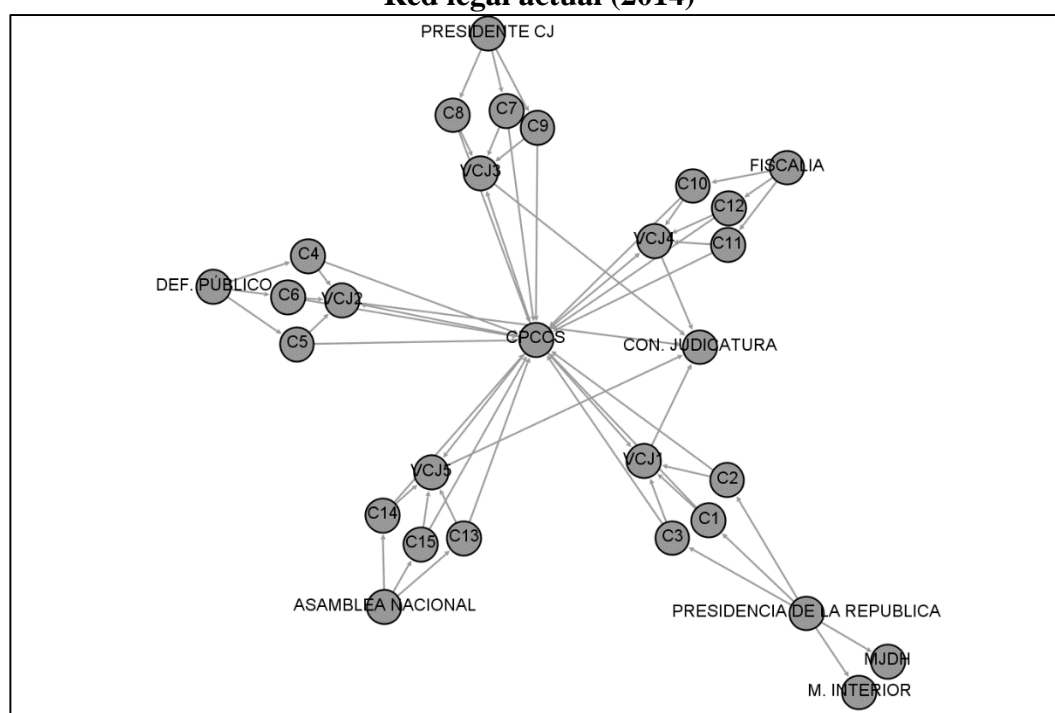 Red legal actual (2014)
PRESIDENTE CJ
C8
C7
C9
VCJ3
FISCALIA
C10
C12
VCJ4
C11
C4
DEF. PÚBLICO
C6
VCJ2
C5
CPCCS
CON. JUDICATURA
VCJ1
VCJ5
C2
C14
C1
C15
C13
C3
ASAMBLEA NACIONAL
PRESIDENCIA DE LA REPUBLICA
MJDH
M. INTERIOR